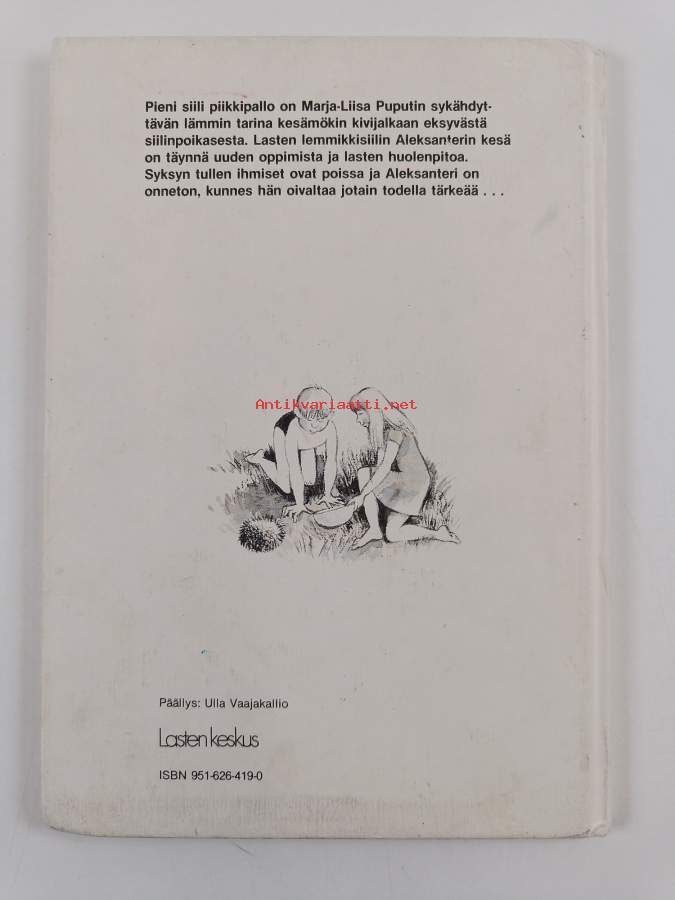 Pieni siili piikkipallo on Marja-Liisa Puputin sykähdyt-
tävän lämmin tarina kesämökin kivijalkaan eksyvästä
siilinpoikasesta. Lasten lemmikkisiilin Aleksanterin kesä
on täynnä uuden oppimista ja lasten huolenpitoa.
Syksyn tullen ihmiset ovat poissa ja Aleksanteri on
onneton, kunnes hän oivaltaa jotain todella tärkeää . . .
Antikvariaatti.net
Päällys: Ulla Vaajakallio
Lasten keskus
ISBN 951-626-419-0